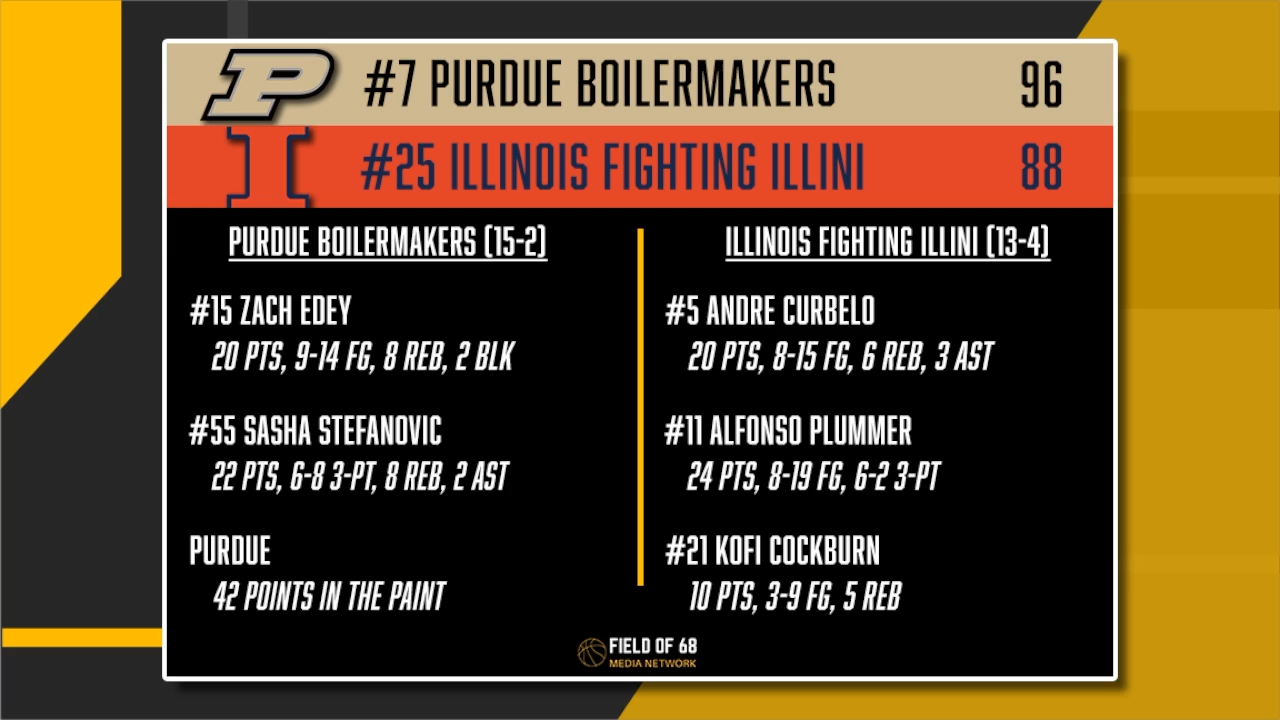 P #7 PURDUE BOILERMAKERS 96
I #25 ILLINOIS FIGHTING ILLINI 88
PURDUE BOILERMAKERS (15-2)
#15 ZACH EDEY
20 PTS, 9-14 FG, 8 REB, 2 BLK
#55 SASHA STEFANOVIC
22 PTS, 6-8 3-PT, 8 REB, 2 AST
PURDUE
42 POINTS IN THE PAINT
ILLINOIS FIGHTING ILLINI (13-4)
#5 ANDRE CURBELO
20 PTS, 8-15 FG, 6 REB, 3 AST
#11 ALFONSO PLUMMER
24 PTS, 8-19 FG, 6-2 3-PT
#21 KOFI COCKBURN
10 PTS, 3-9 FG, 5 REB
FIELD OF 68
MEDIA NETWORK